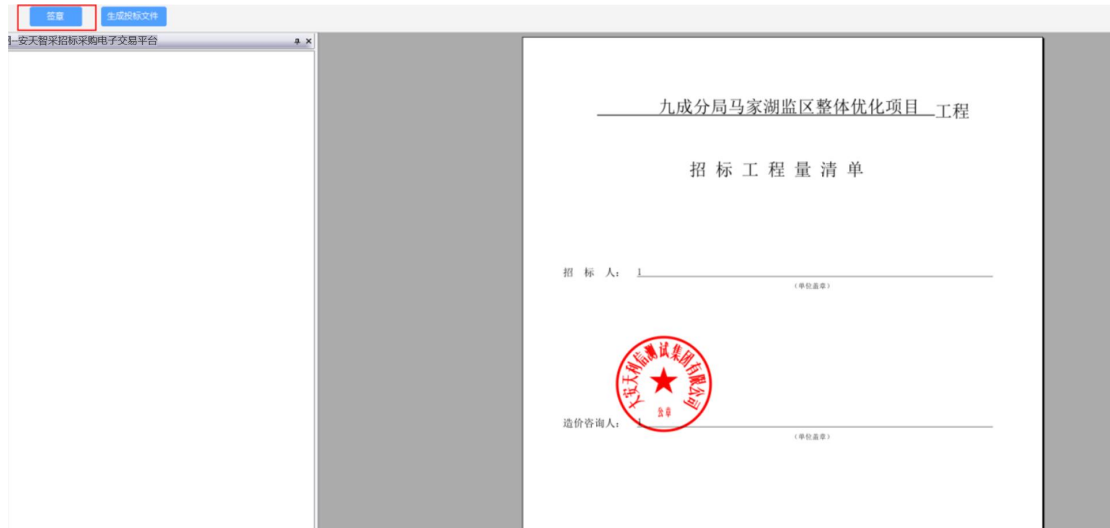 签章 生成投标文件
安天智采招标采购电子交易平台
九成分局马家湖监区整体优化项目 工程
招标工程量清单
招 标 人: 1
(单位盖章)
大安天利信测试集团有限公司
公章
造价咨询人: 1
(单位盖章)